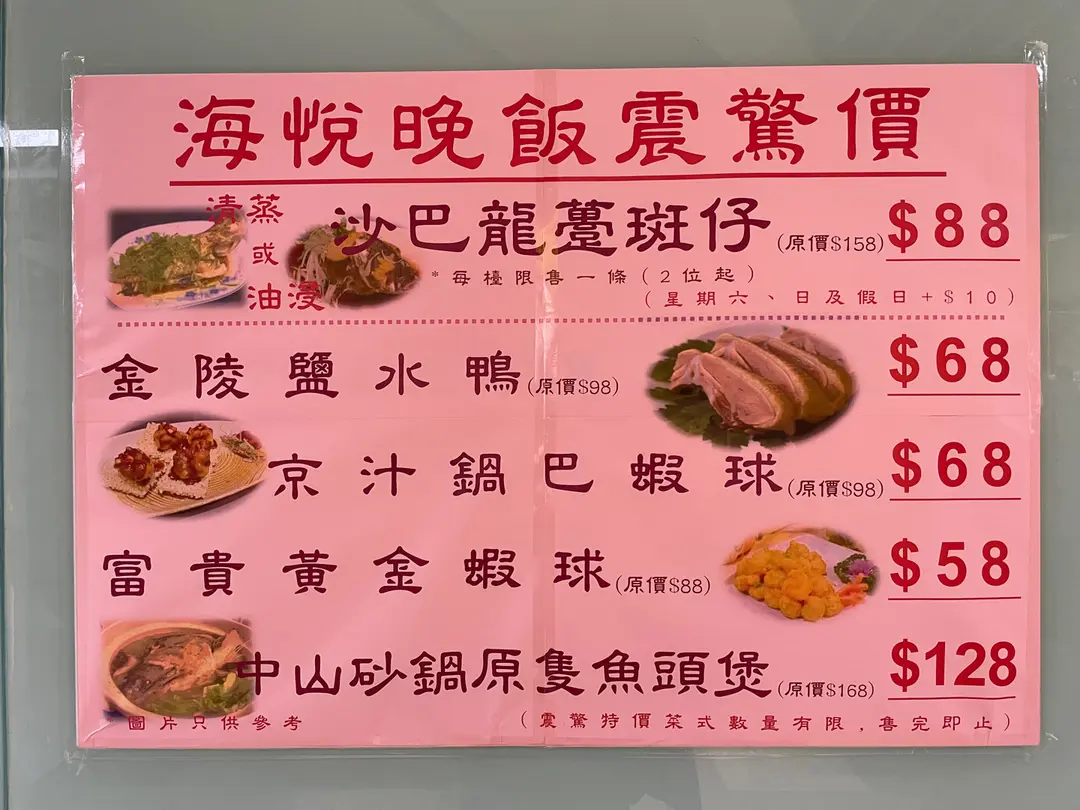 海悅晚飯震驚價
清蒸
或
油浸
沙巴龍躉斑仔(原價$158) $88
*每檯限售一條(2位起)
(星期六、日及假日+$10)
金陵鹽水鴨(原價$98) $68
京汁鍋巴蝦球(原價$98) $68
富貴黃金蝦球(原價$88) $58
中山砂鍋原隻魚頭煲(原價$168) $128
*圖片只供參考
(震驚特價菜式數量有限,售完即止)